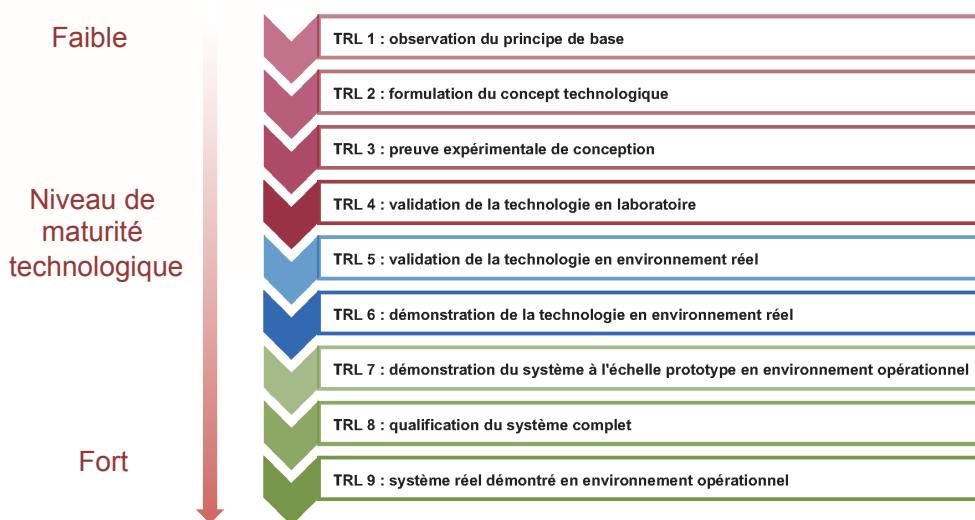 Faible
Niveau de
maturité
technologique
Fort
TRL 1 : observation du principe de base
TRL 2 : formulation du concept technologique
TRL 3 : preuve expérimentale de conception
TRL 4 : validation de la technologie en laboratoire
TRL 5 : validation de la technologie en environnement réel
TRL 6 : démonstration de la technologie en environnement réel
TRL 7 : démonstration du système à l'échelle prototype en environnement opérationnel
TRL 8 : qualification du système complet
TRL 9 : système réel démontré en environnement opérationnel